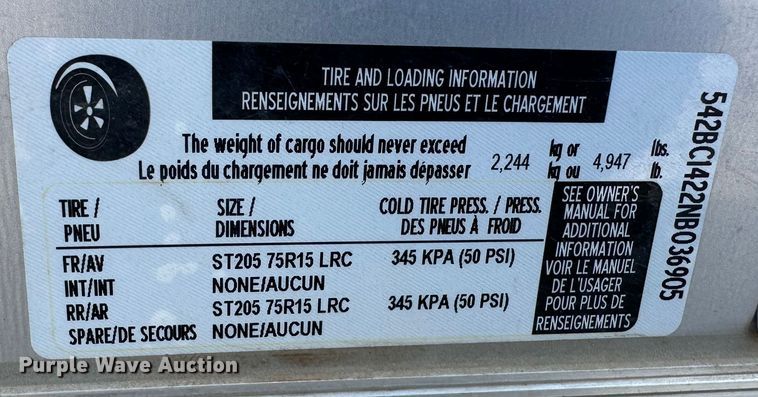 TIRE AND LOADING INFORMATION
RENSEIGNEMENTS SUR LES PNEUS ET LE CHARGEMENT
The weight of cargo should never exceed kg or lbs.
Le poids du chargement ne doit jamais dépasser 2,244 kg ou 4,947 lb.
TIRE / SIZE / COLD TIRE PRESS. / PRESS.
PNEU DIMENSIONS DES PNEUS À FROID
FR/AV ST205 75R15 LRC 345 KPA (50 PSI)
INT/INT NONE/AUCUN
RR/AR ST205 75R15 LRC 345 KPA (50 PSI)
SPARE/DE SECOURS NONE/AUCUN
SEE OWNER'S
MANUAL FOR
ADDITIONAL
INFORMATION
VOIR LE MANUEL
DE L'USAGER
POUR PLUS DE
RENSEIGNEMENTS
542BC1422NB036905
Purple Wave Auction